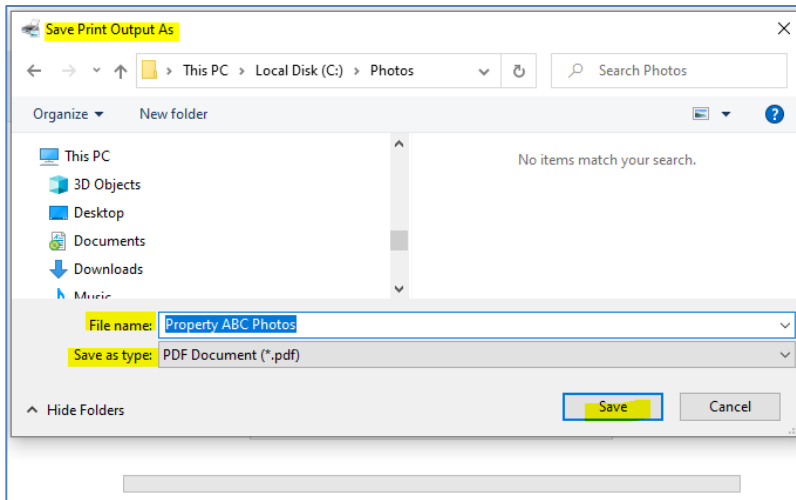 Save Print Output As
This PC > Local Disk (C:) > Photos
Search Photos
Organize
New folder
This PC
3D Objects
Desktop
Documents
Downloads
Music
No items match your search.
File name: Property ABC Photos
Save as type: PDF Document (*.pdf)
Hide Folders
Save
Cancel